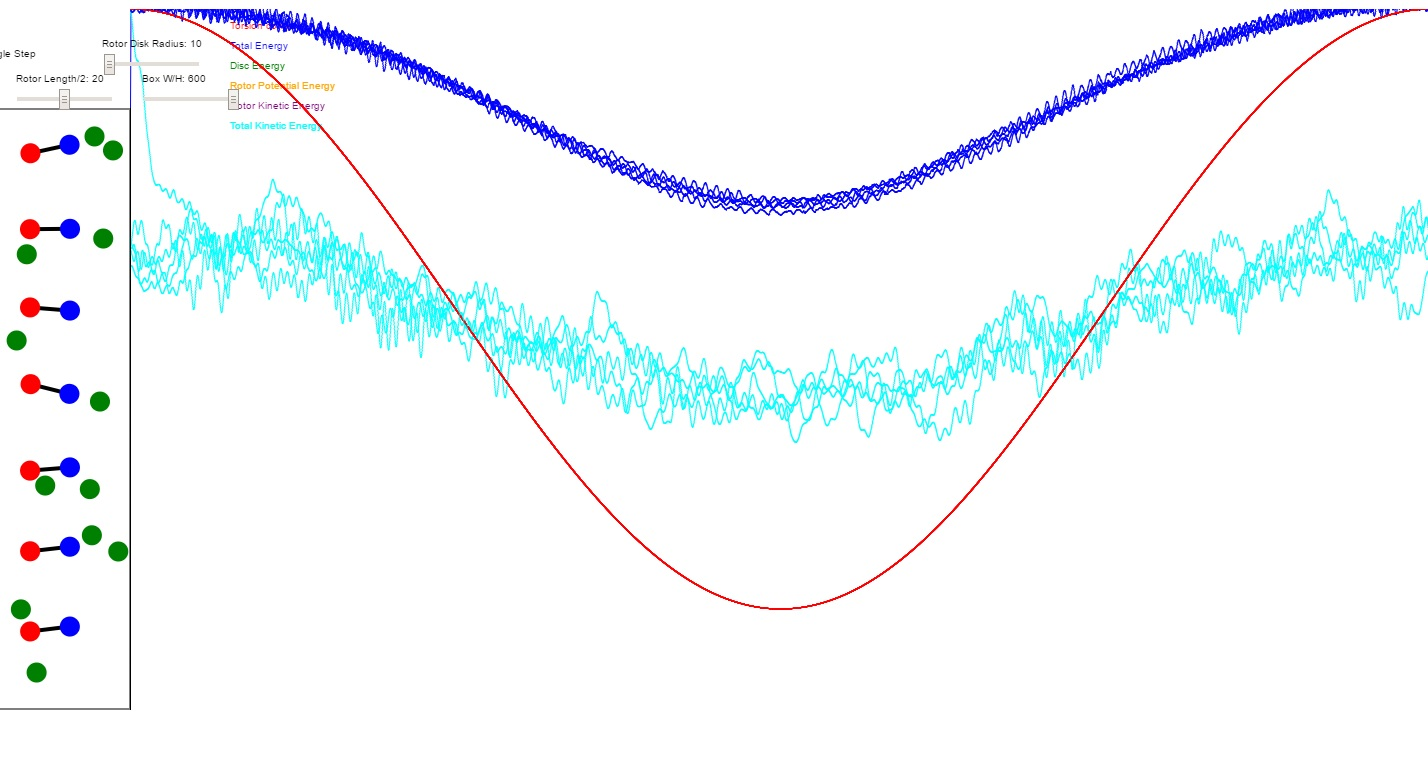 Rotor Disk Radius: 10
gle Step
Rotor Length/2: 20
Box W/H: 600
Total Energy
Disc Energy
Rotor Potential Energy
otor Kinetic Energy
Total Kinetic Energy